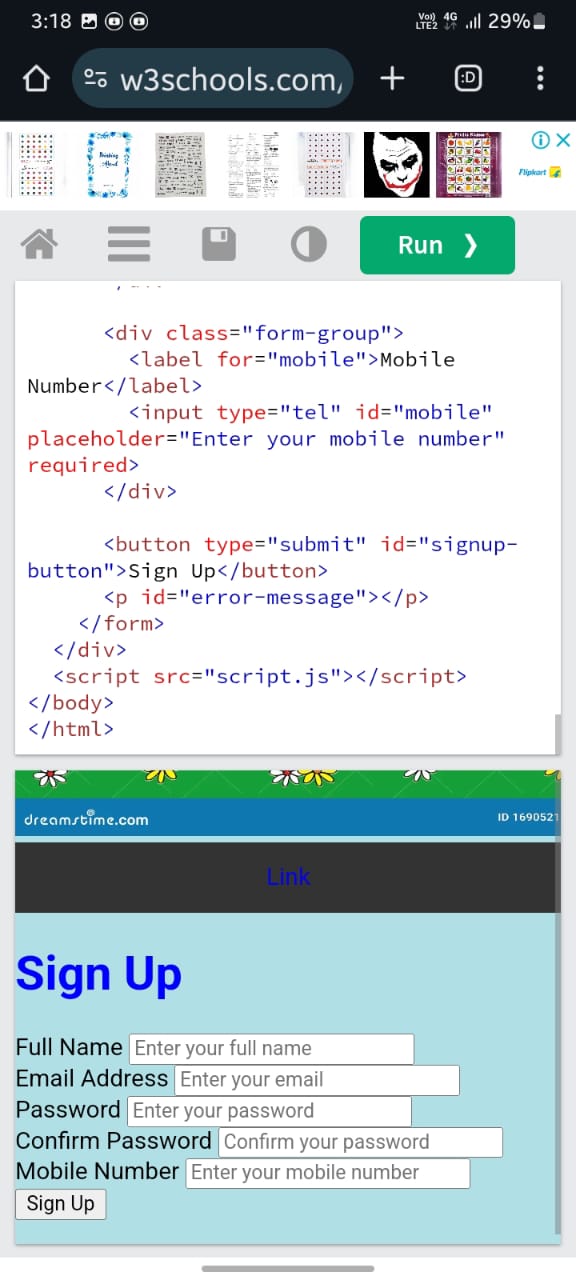 3:18
Vo)) 4G
LTE2
29%
w3schools.com,
:D
Flipkart
Run ❯
<div class="form-group">
<label for="mobile">Mobile
Number</label>
<input type="tel" id="mobile"
placeholder="Enter your mobile number"
required>
</div>
<button type="submit" id="signup-
button">Sign Up</button>
<p id="error-message"></p>
</form>
</div>
<script src="script.js"></script>
</body>
</html>
dreamstime.com
ID 1690521
Link
Sign Up
Full Name Enter your full name
Email Address Enter your email
Password Enter your password
Confirm Password Confirm your password
Mobile Number Enter your mobile number
Sign Up